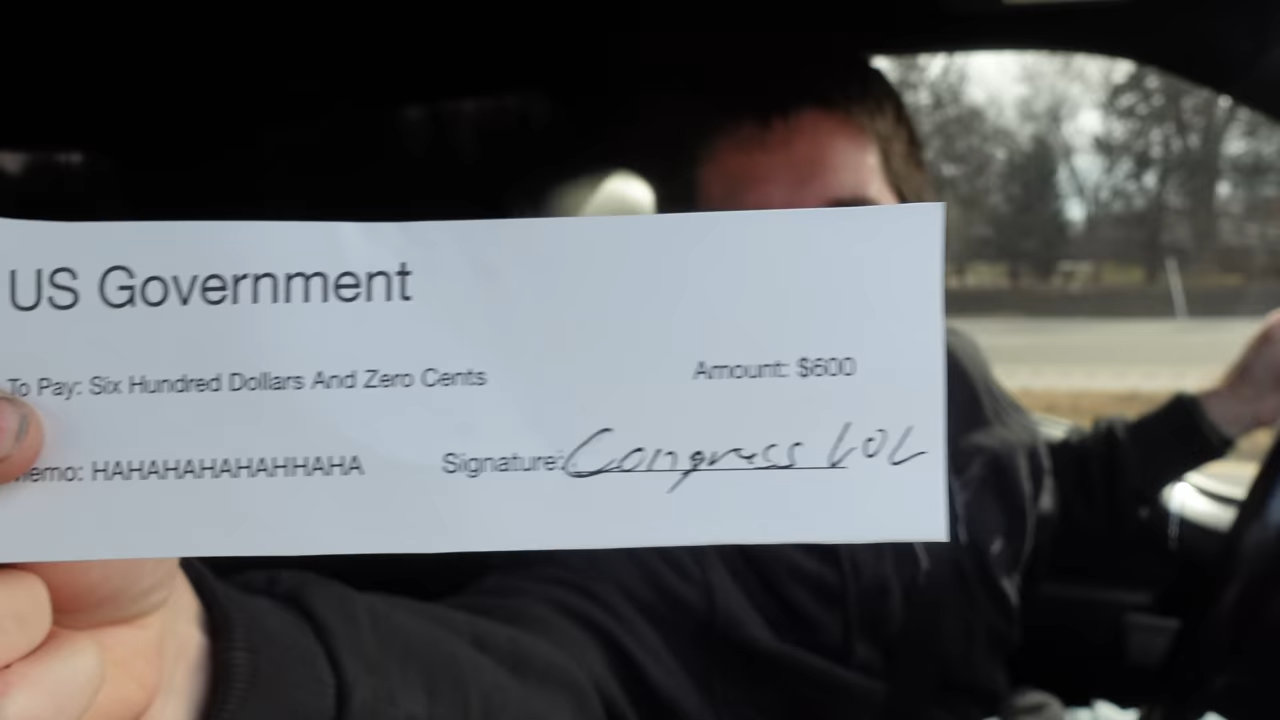 US Government
To Pay: Six Hundred Dollars And Zero Cents
Amount: $600
emo: HAHAHAHAHAHHAHA
Signature: Congress LOL